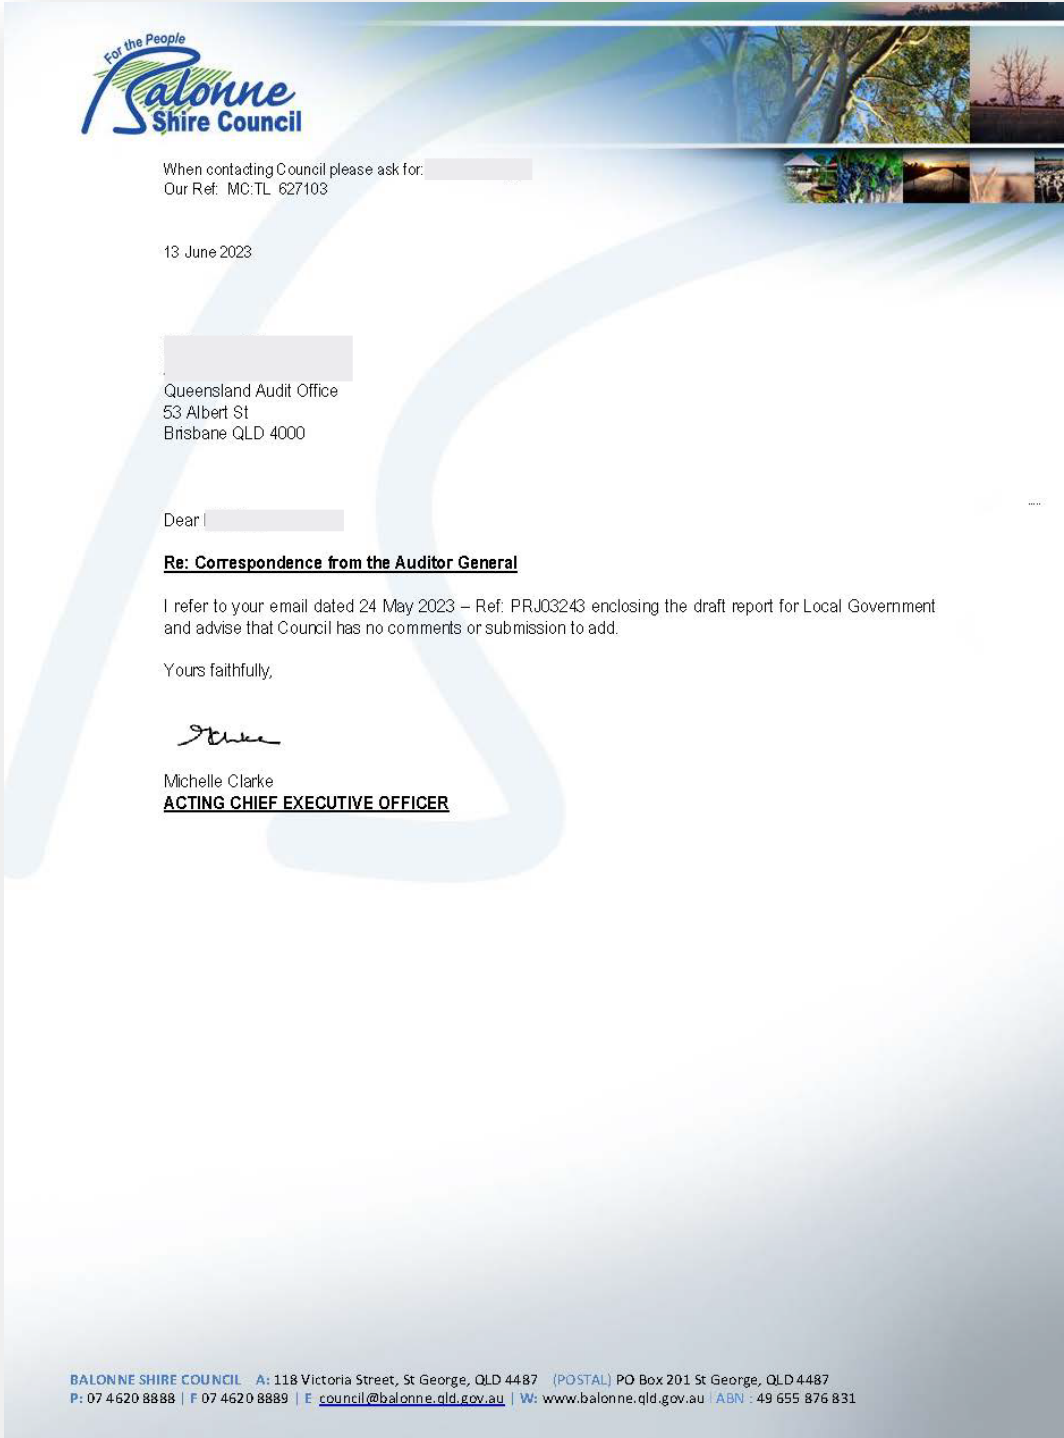 For the People
Balonne
Shire Council
When contacting Council please ask for:
Our Ref: MC:TL 627103
13 June 2023
Queensland Audit Office
53 Albert St
Brisbane QLD 4000
Dear
Re: Correspondence from the Auditor General
I refer to your email dated 24 May 2023 – Ref: PRJ03243 enclosing the draft report for Local Government
and advise that Council has no comments or submission to add.
Yours faithfully,
Michelle Clarke
ACTING CHIEF EXECUTIVE OFFICER
BALONNE SHIRE COUNCIL A: 118 Victoria Street, St George, QLD 4487 (POSTAL) PO Box 201 St George, QLD 4487
P: 07 4620 8888 | F 07 4620 8889 | E council@balonne.qld.gov.au | W: www.balonne.qld.gov.au | ABN : 49 655 876 831